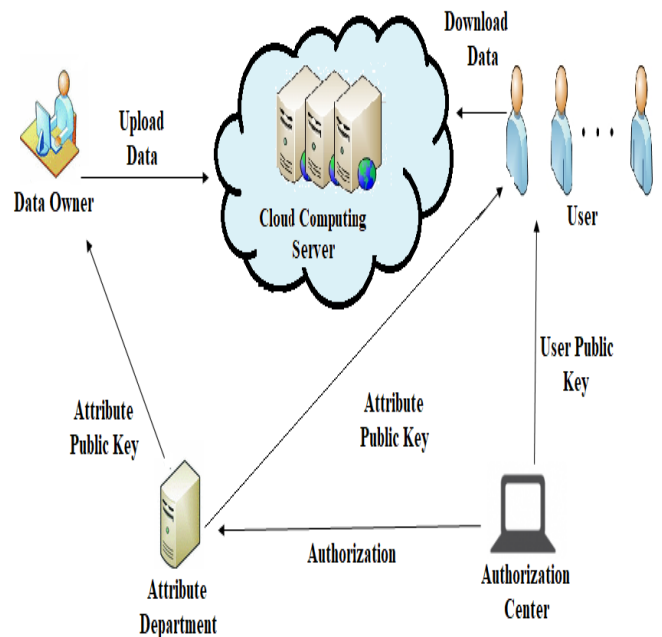 Download
Data
Upload
Data
Data Owner
Cloud Computing
Server
User
User Public
Key
Attribute
Public Key
Attribute
Public Key
Authorization
Attribute
Department
Authorization
Center